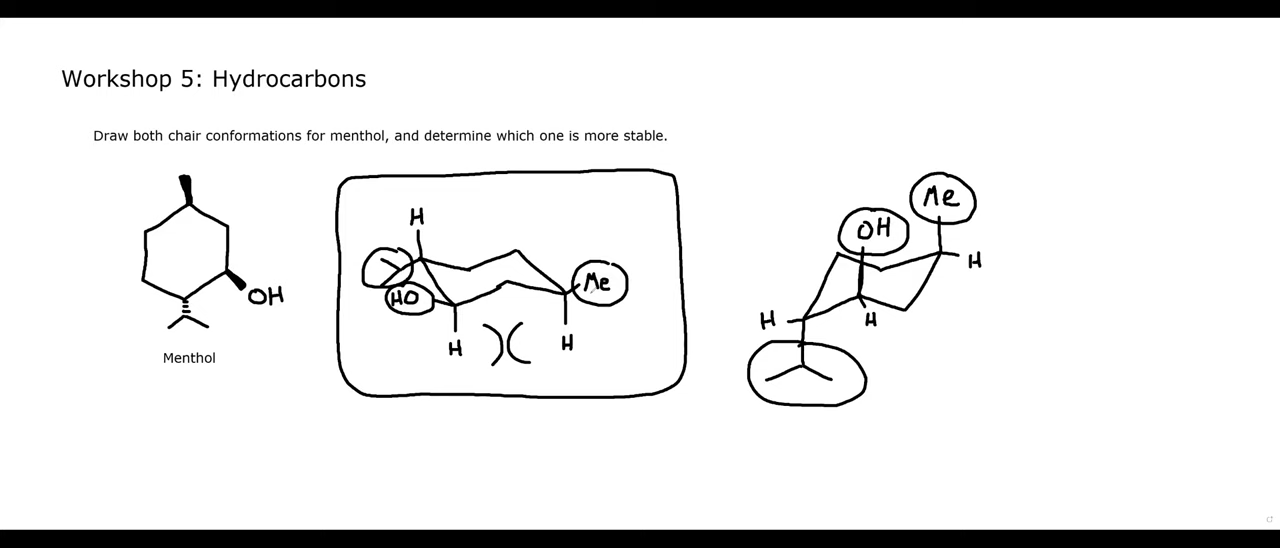 Workshop 5: Hydrocarbons
Draw both chair conformations for menthol, and determine which one is more stable.
OH
Menthol
H
HO
Me
H
H
Me
OH
H
H
H